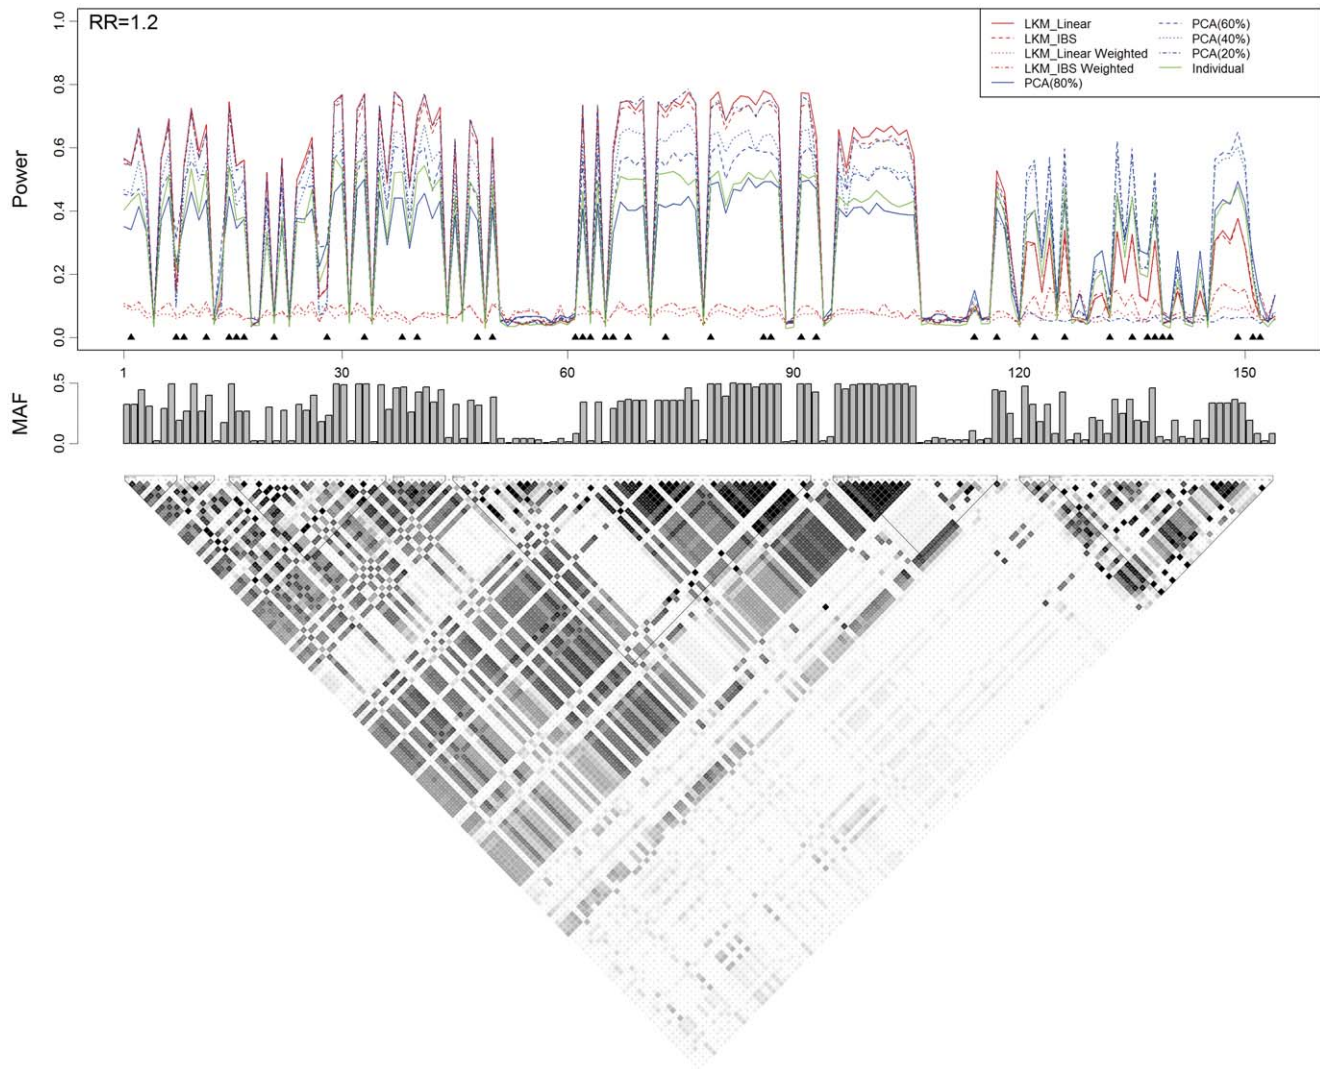 RR=1.2
LKM_Linear
LKM_IBS
LKM_Linear Weighted
LKM_IBS Weighted
PCA(80%)
PCA(60%)
PCA(40%)
PCA(20%)
Individual
Power
1.0
0.8
0.6
0.4
0.2
0.0
1 30 60 90 120 150
MAF
0.5
0.0